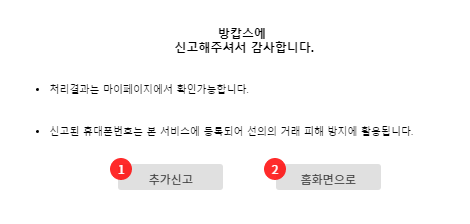 방캅스에
신고해주셔서 감사합니다.
• 처리결과는 마이페이지에서 확인가능합니다.
• 신고된 휴대폰번호는 본 서비스에 등록되어 선의의 거래 피해 방지에 활용됩니다.
1 추가신고 2 홈화면으로